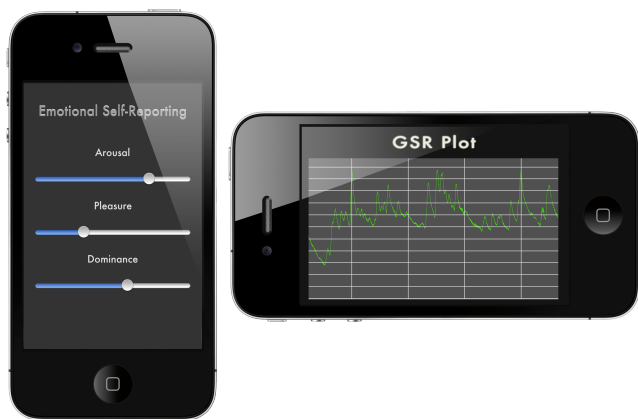 Emotional Self-Reporting
Arousal
Pleasure
Dominance
GSR Plot